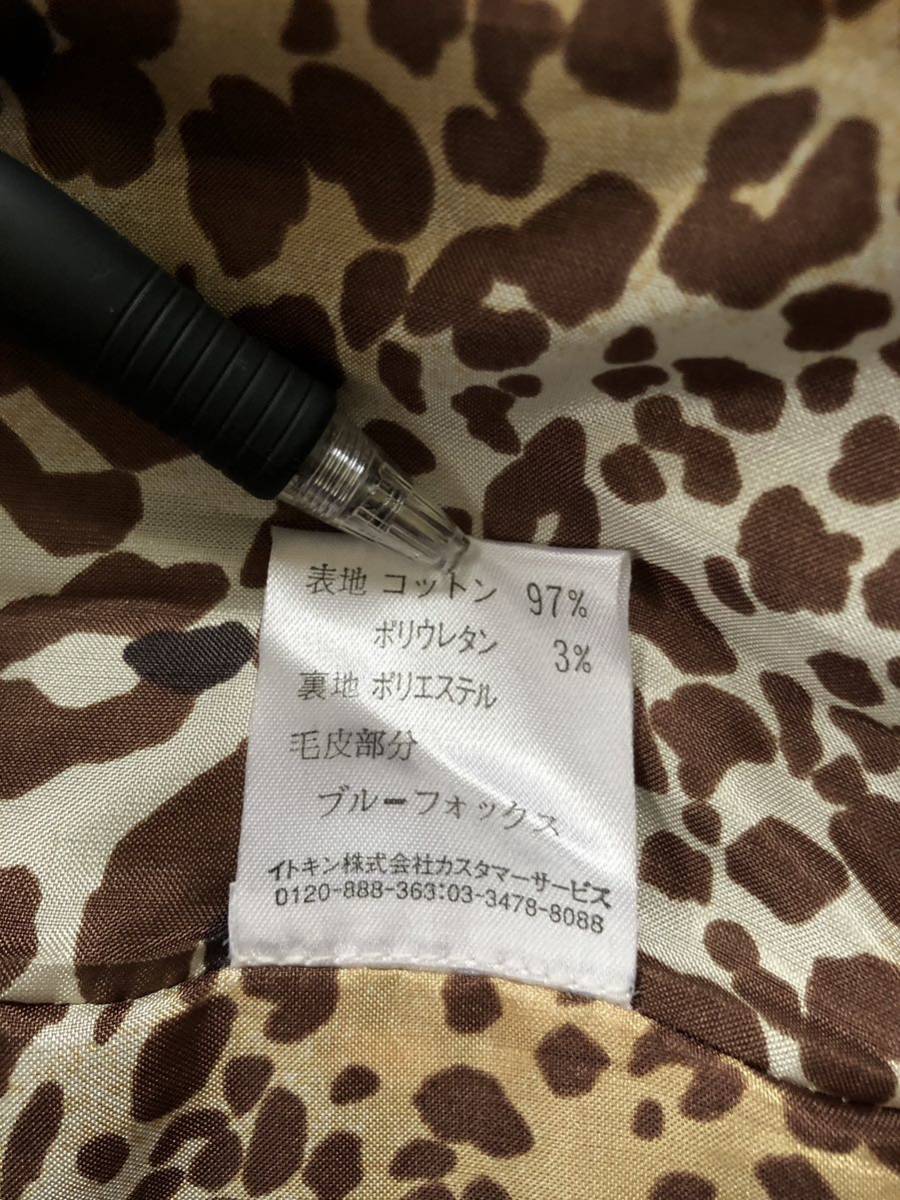 表地 コットン 97%
ポリウレタン 3%
裏地 ポリエステル
毛皮部分
ブルーフォックス
イトキン株式会社カスタマーサービス
0120-888-363:03-3478-8088